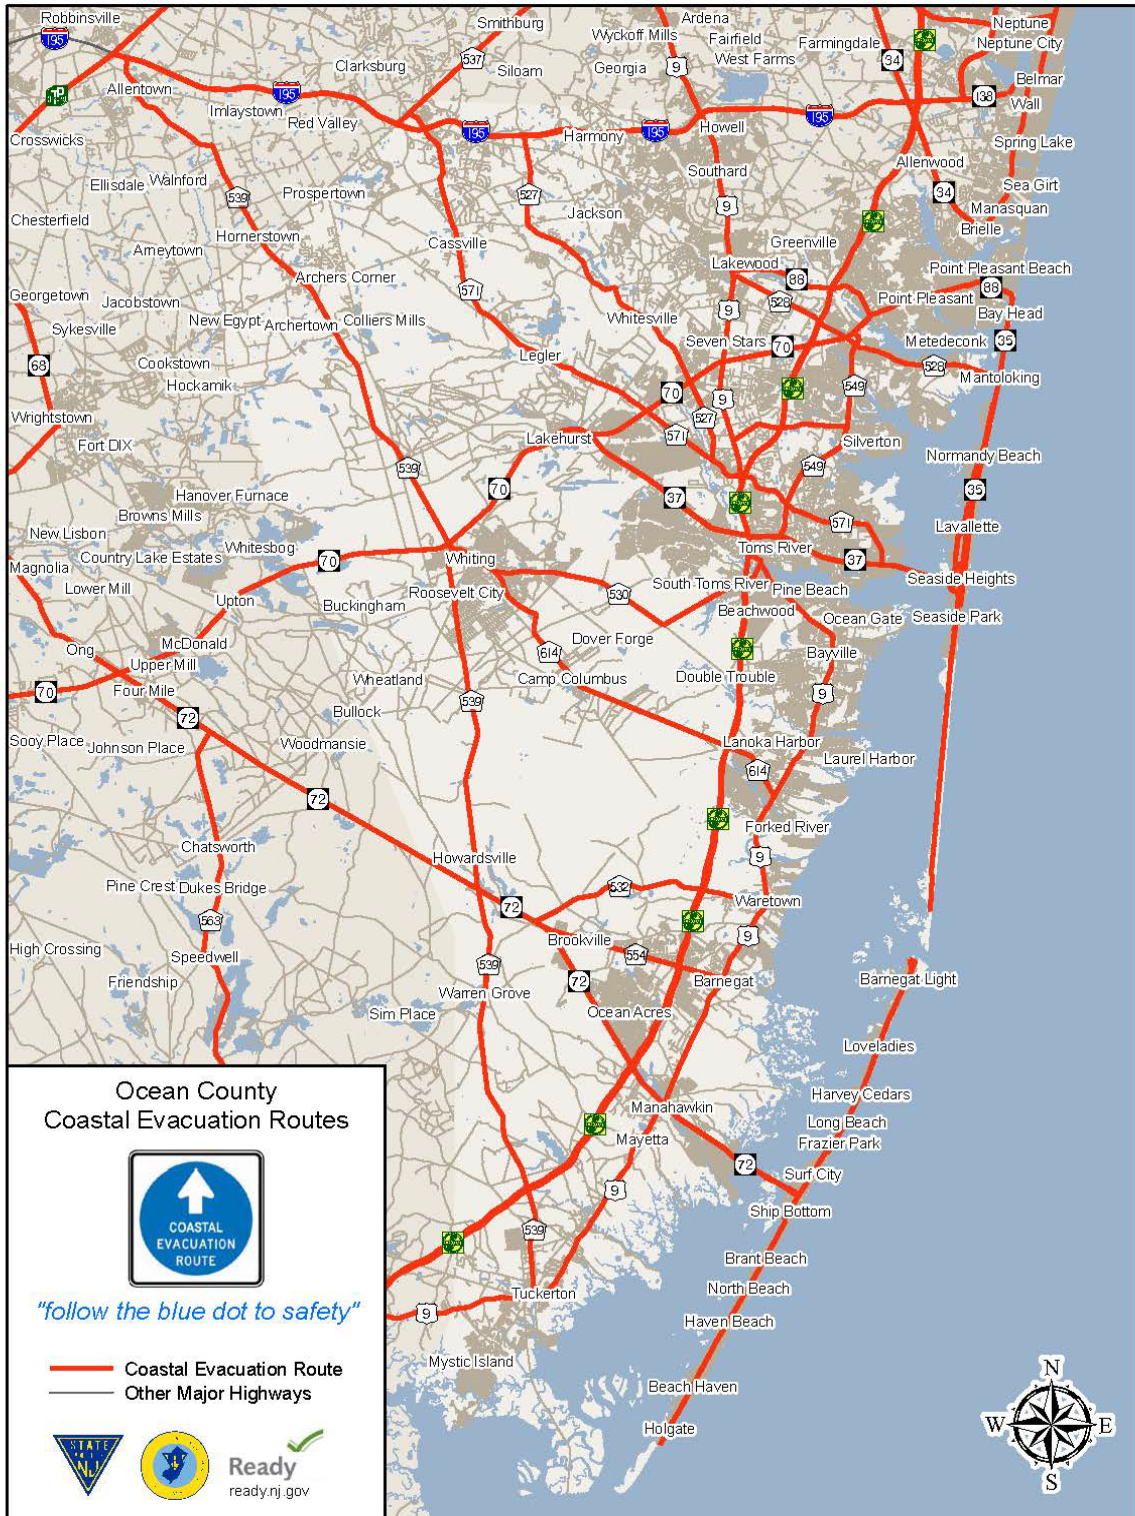 Robbinsville
Smithburg
Ardena
Neptune
Wyckoff Mills
Fairfield
Farmingdale
Neptune City
195
537
34
Clarksburg
Siloam
Georgia
9
West Farms
Belmar
TP
Allentown
Imlaystown
195
138
Wall
Red Valley
195
Harmony
195
Howell
195
Crosswicks
Spring Lake
Allenwood
Ellisdale
Walnford
Prospertown
Southard
Sea Girt
539
527
9
34
Manasquan
Chesterfield
Jackson
Brielle
Arneytown
Hornerstown
Cassville
Greenville
Lakewood
Point Pleasant Beach
Archers Corner
88
88
Georgetown
Jacobstown
571
528
Point Pleasant
Sykesville
New Egypt
Archertown
Colliers Mills
Whitesville
9
Bay Head
Seven Stars
70
Metedeconk
35
68
Cookstown
Legler
528
Hockamik
70
9
549
Mantoloking
Wrightstown
527
Fort DIX
Lakehurst
571
Silverton
Normandy Beach
539
549
Hanover Furnace
70
37
35
Browns Mills
571
Lavallette
New Lisbon
Whitesbog
Toms River
Country Lake Estates
70
Whiting
37
Magnolia
South Toms River
Seaside Heights
Lower Mill
Roosevelt City
530
Pine Beach
Upton
Buckingham
Beachwood
Ocean Gate
Seaside Park
McDonald
Dover Forge
Ong
614
Bayville
Upper Mill
Wheatland
Camp Columbus
Double Trouble
70
Four Mile
539
9
72
Bullock
Sooy Place
Johnson Place
Woodmansie
Lanoka Harbor
Laurel Harbor
614
72
Forked River
Chatsworth
Howardsville
9
Pine Crest
Dukes Bridge
532
Waretown
72
563
9
High Crossing
Brookville
554
Speedwell
539
Barnegat
Barnegat Light
Friendship
72
Warren Grove
Sim Place
Ocean Acres
Loveladies
Harvey Cedars
Manahawkin
Long Beach
Mayetta
Frazier Park
72
Surf City
9
Ship Bottom
539
Brant Beach
Tuckerton
North Beach
9
Haven Beach
Mystic Island
Beach Haven
Holgate
Ocean County
Coastal Evacuation Routes
COASTAL
EVACUATION
ROUTE
"follow the blue dot to safety"
Coastal Evacuation Route
Other Major Highways
STATE
NJ
Ready
ready.nj.gov
N
W
E
S